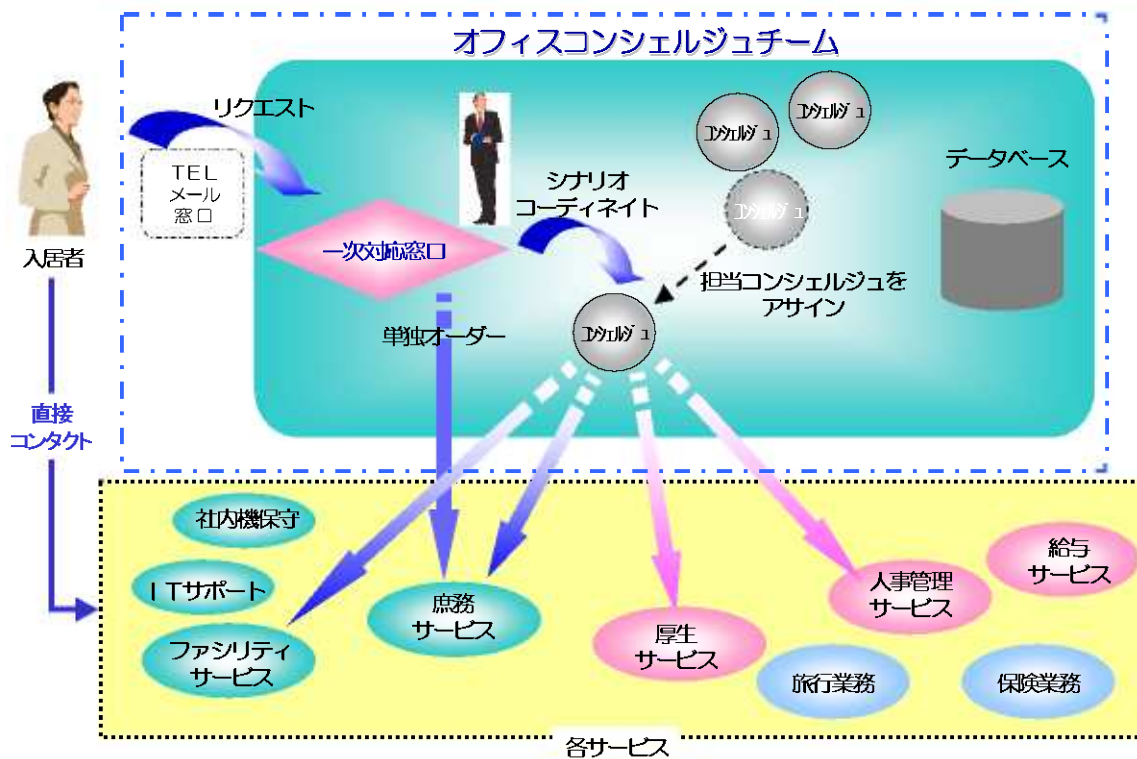 オフィスコンシェルジュチーム
リクエスト
TEL
メール
窓口
入居者
一次対応窓口
シナリオ
コーディネイト
コンシェルジュ
コンシェルジュ
コンシェルジュ
データベース
担当コンシェルジュを
アサイン
コンシェルジュ
単独オーダー
直接
コンタクト
社内機保守
ITサポート
ファシリティ
サービス
庶務
サービス
厚生
サービス
人事管理
サービス
給与
サービス
旅行業務
保険業務
各サービス